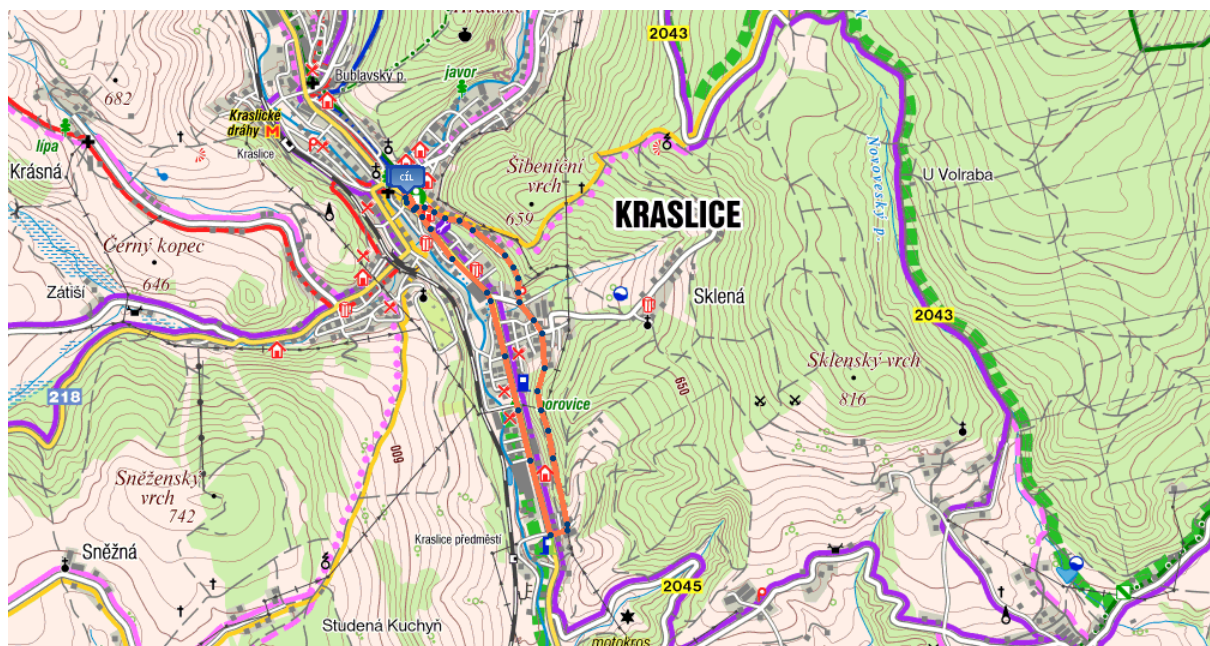 2043
Bublavský p.
javor
682
Kraslické
dráhy
M
Kraslice
lípa
Krásná
CÍL
Šibeniční
vrch
659
KRASLICE
U Volraba
Novoveský p.
Černý kopec
646
Zátiší
Sklená
2043
Sklenský vrch
816
650
218
orovice
600
Sněženský
vrch
742
Kraslice předměstí
Sněžná
2045
Studená Kuchyň
motokros